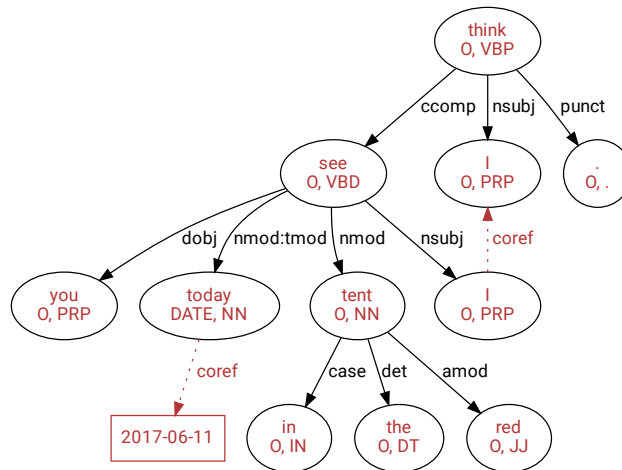 think
O, VBP
ccomp
nsubj
punct
see
O, VBD
I
O, PRP
.
O, .
dobj
nmod:tmod
nmod
nsubj
coref
you
O, PRP
today
DATE, NN
tent
O, NN
I
O, PRP
coref
case
det
amod
2017-06-11
in
O, IN
the
O, DT
red
O, JJ